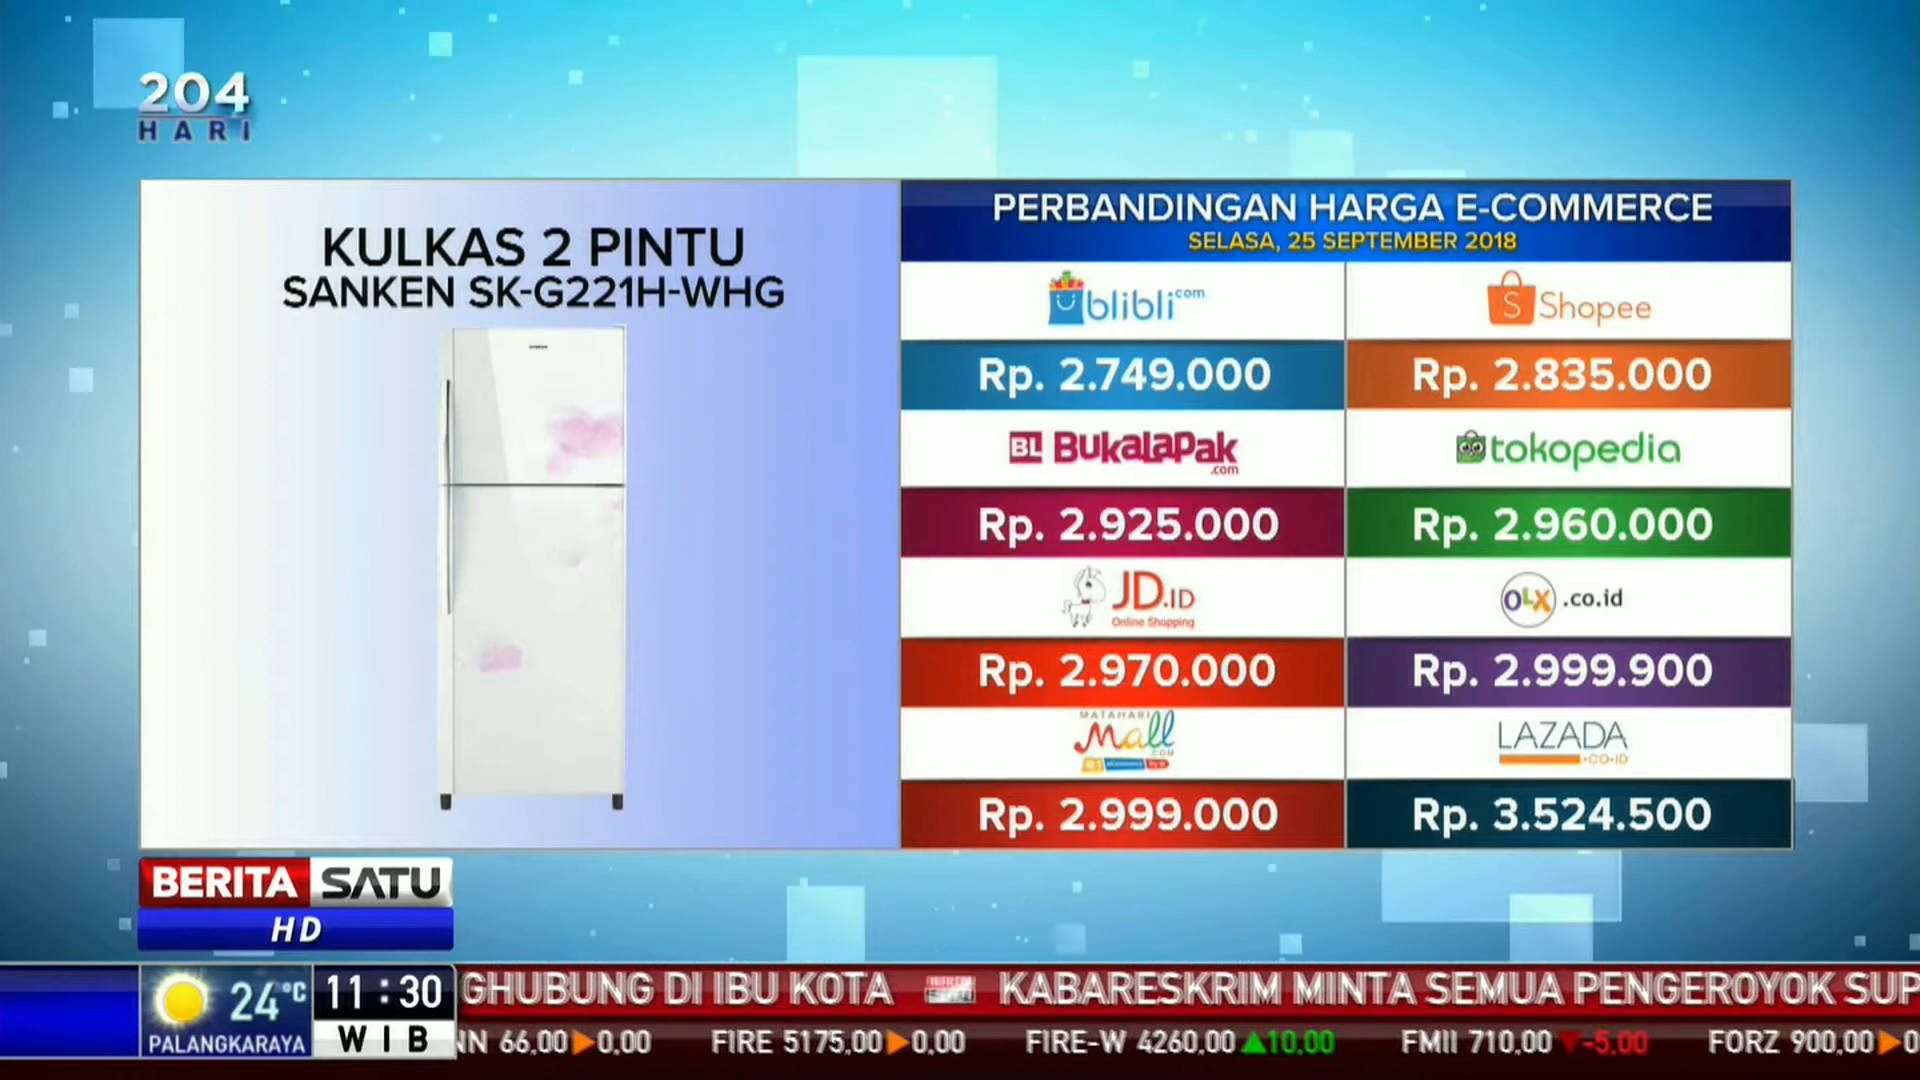 204
HARI
KULKAS 2 PINTU
SANKEN SK-G221H-WHG
PERBANDINGAN HARGA E-COMMERCE
SELASA, 25 SEPTEMBER 2018
blibli.com
Shopee
Rp. 2.749.000
Rp. 2.835.000
BL BukaLaPak.com
tokopedia
Rp. 2.925.000
Rp. 2.960.000
JD.ID
Online Shopping
OLX .co.id
Rp. 2.970.000
Rp. 2.999.900
MATAHARI
Mall
.COM
LAZADA
.CO.ID
Rp. 2.999.000
Rp. 3.524.500
BERITA SATU
HD
24°C
PALANGKARAYA
11:30
WIB
GHUBUNG DI IBU KOTA KABARESKRIM MINTA SEMUA PENGEROYOK SUP
NN 66,00 0,00 FIRE 5175,00 0,00 FIRE-W 4260,00 10,00 FMII 710,00 -5,00 FORZ 900,00 0